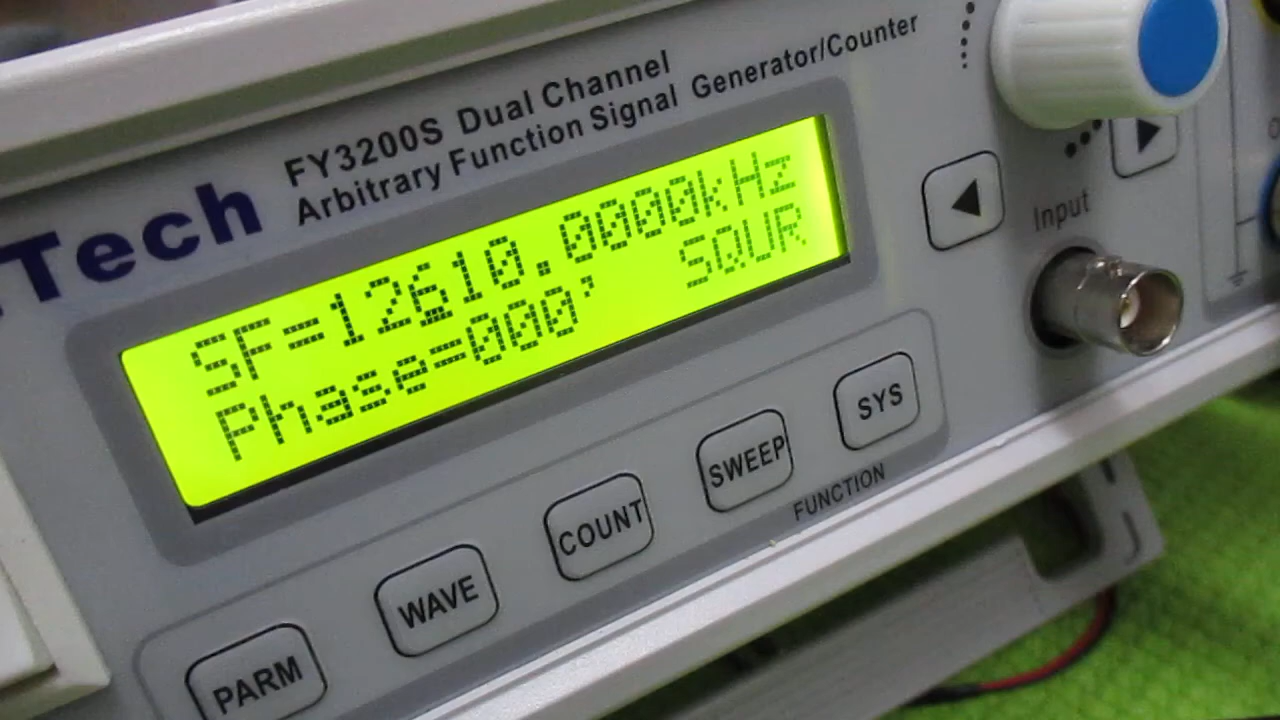 Tech
FY3200S Dual Channel
Arbitrary Function Signal Generator/Counter
SF=12610.0000kHz
Phase=000' SQUR
Input
PARM
WAVE
COUNT
SWEEP
SYS
FUNCTION